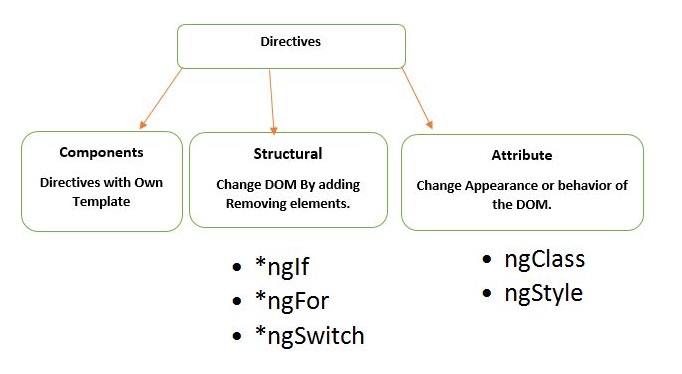 Directives
Components
Directives with Own
Template
Structural
Change DOM By adding
Removing elements.
Attribute
Change Appearance or behavior of
the DOM.
• *ngIf
• *ngFor
• *ngSwitch
• ngClass
• ngStyle